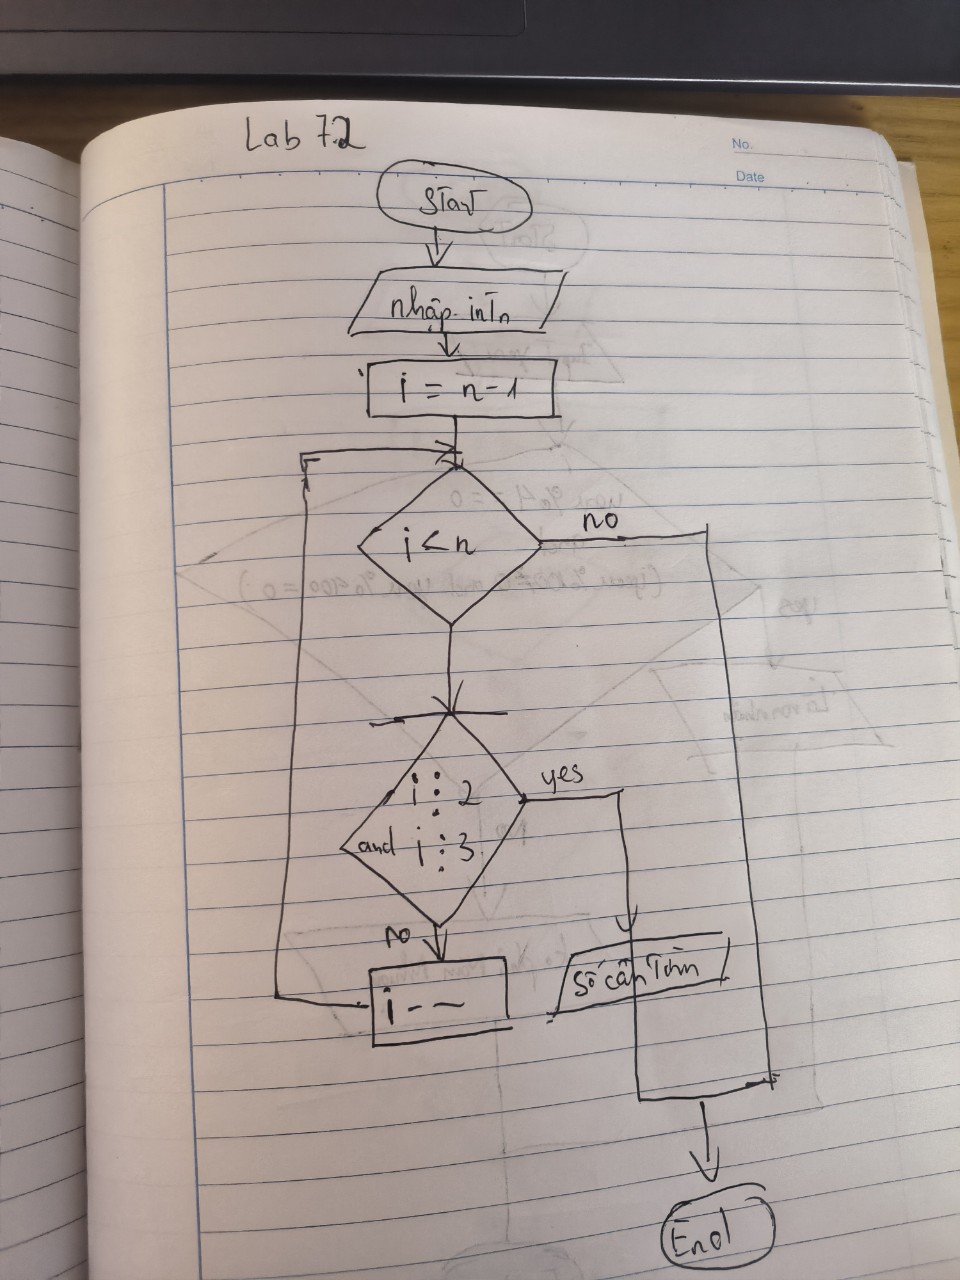 Lab 7.2
No.
Date
Start
nhập int n
i = n-1
i < n
no
i ⋮ 2
yes
and i ⋮ 3
No
i--
Số cần Tìm
End